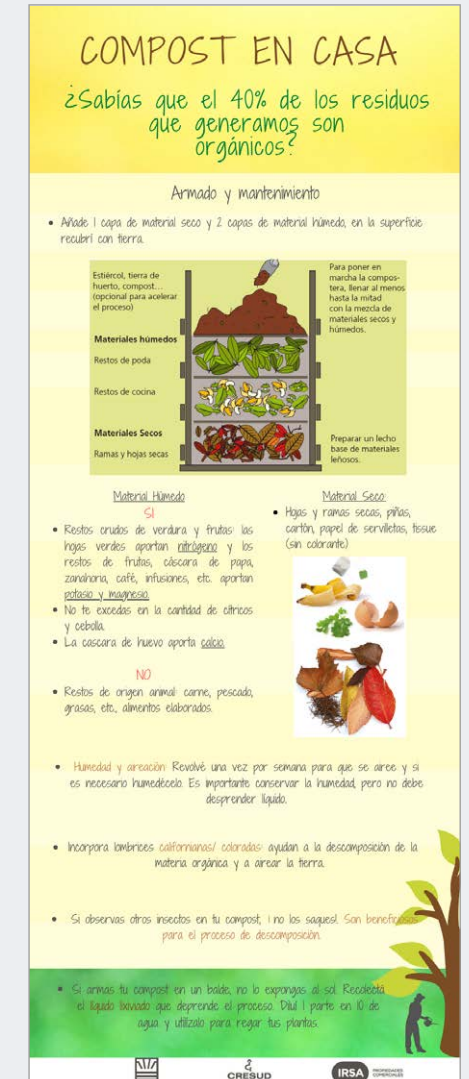 COMPOST EN CASA
¿Sabías que el 40% de los residuos
que generamos son
orgánicos?
Armado y mantenimiento
• Añade 1 capa de material seco y 2 capas de material húmedo, en la superficie
recubrí con tierra.
Estiércol, tierra de
huerto, compost...
(opcional para acelerar
el proceso)
Materiales húmedos
Restos de poda
Restos de cocina
Materiales Secos
Ramas y hojas secas
Para poner en
marcha la compos-
tera, llenar al menos
hasta la mitad
con la mezcla de
materiales secos y
húmedos.
Preparar un lecho
base de materiales
leñosos.
Material Húmedo
SI
• Restos crudos de verdura y frutas: las
hojas verdes aportan nitrógeno y los
restos de frutas, cáscara de papa,
zanahoria, café, infusiones, etc. aportan
potasio y magnesio.
• No te excedas en la cantidad de cítricos
y cebolla.
• La cascara de huevo aporta calcio.
NO
• Restos de origen animal: carne, pescado,
grasas, etc., alimentos elaborados.
Material Seco:
• Hojas y ramas secas, piñas,
cartón, papel de servilletas, tissue
(sin colorante)
• Humedad y aireación: Revolvé una vez por semana para que se airee y si
es necesario humedécelo. Es importante conservar la humedad, pero no debe
desprender líquido.
• Incorpora lombrices californianas/ coloradas: ayudan a la descomposición de la
materia orgánica y a airear la tierra.
• Si observas otros insectos en tu compost, ¡ no los saques!. Son beneficiosos
para el proceso de descomposición.
• Si armas tu compost en un balde, no lo expongas al sol. Recolectá
el líquido lixiviado que deprende el proceso. Diluí 1 parte en 10 de
agua y utilízalo para regar tus plantas.
CRESUD
IRSA PROPIEDADES
COMERCIALES